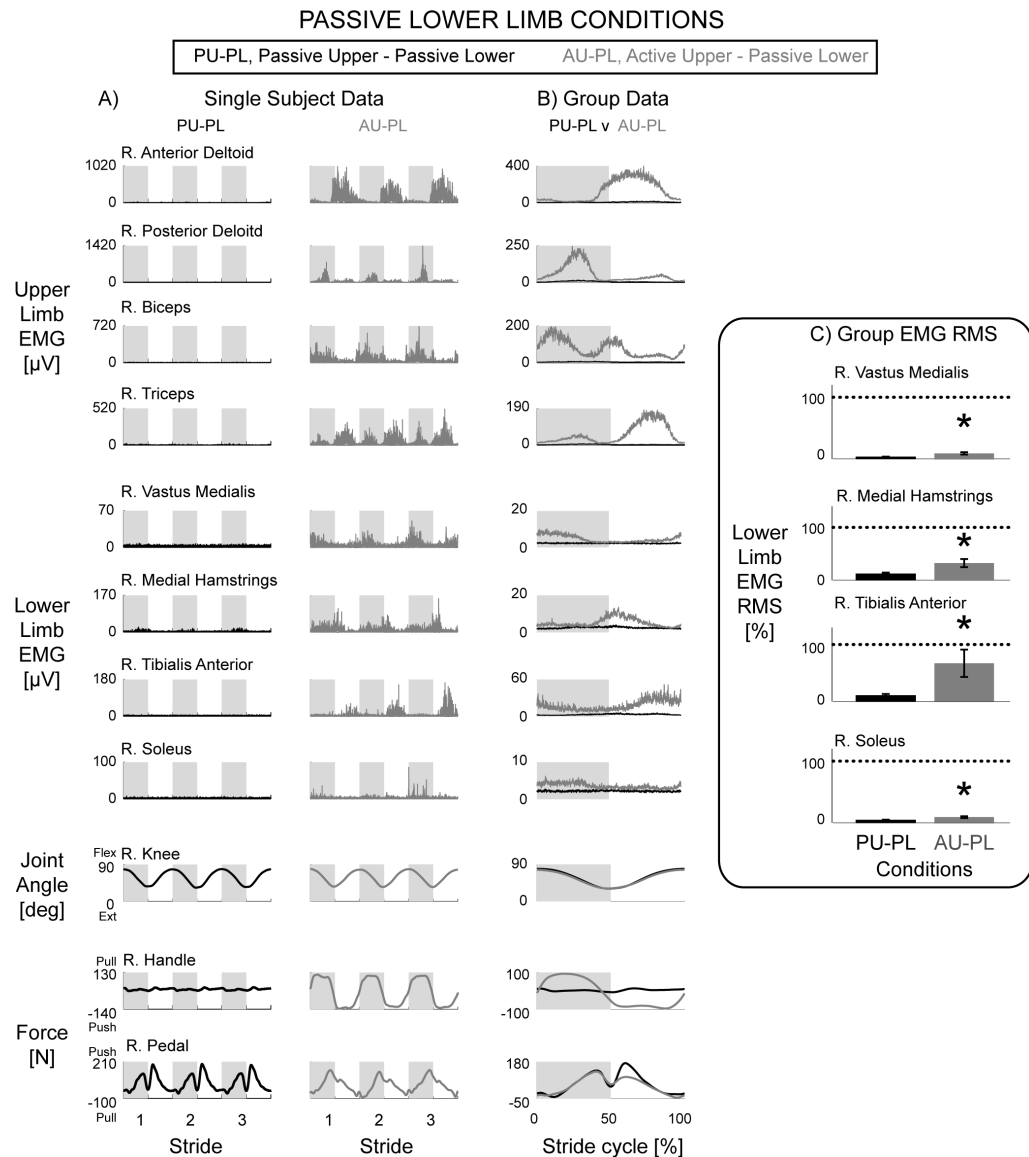 PASSIVE LOWER LIMB CONDITIONS
PU-PL, Passive Upper - Passive Lower AU-PL, Active Upper - Passive Lower
A) Single Subject Data B) Group Data
PU-PL AU-PL PU-PL v AU-PL
Upper
Limb
EMG
[µV]
R. Anterior Deltoid
1020
0
400
0
R. Posterior Deloitd
1420
0
250
0
R. Biceps
720
0
200
0
R. Triceps
520
0
190
0
Lower
Limb
EMG
[µV]
R. Vastus Medialis
70
0
20
0
R. Medial Hamstrings
170
0
20
0
R. Tibialis Anterior
180
0
60
0
R. Soleus
100
0
10
0
Joint
Angle
[deg]
Flex R. Knee
90
0
Ext
90
0
Force
[N]
Pull R. Handle
130
-140
Push
100
-100
Push R. Pedal
210
-100
Pull
180
-50
1 2 3 1 2 3 0 50 100
Stride Stride Stride cycle [%]
C) Group EMG RMS
Lower
Limb
EMG
RMS
[%]
R. Vastus Medialis
100
*
0
R. Medial Hamstrings
100
*
0
R. Tibialis Anterior
*
100
0
R. Soleus
100
*
0
PU-PL AU-PL
Conditions